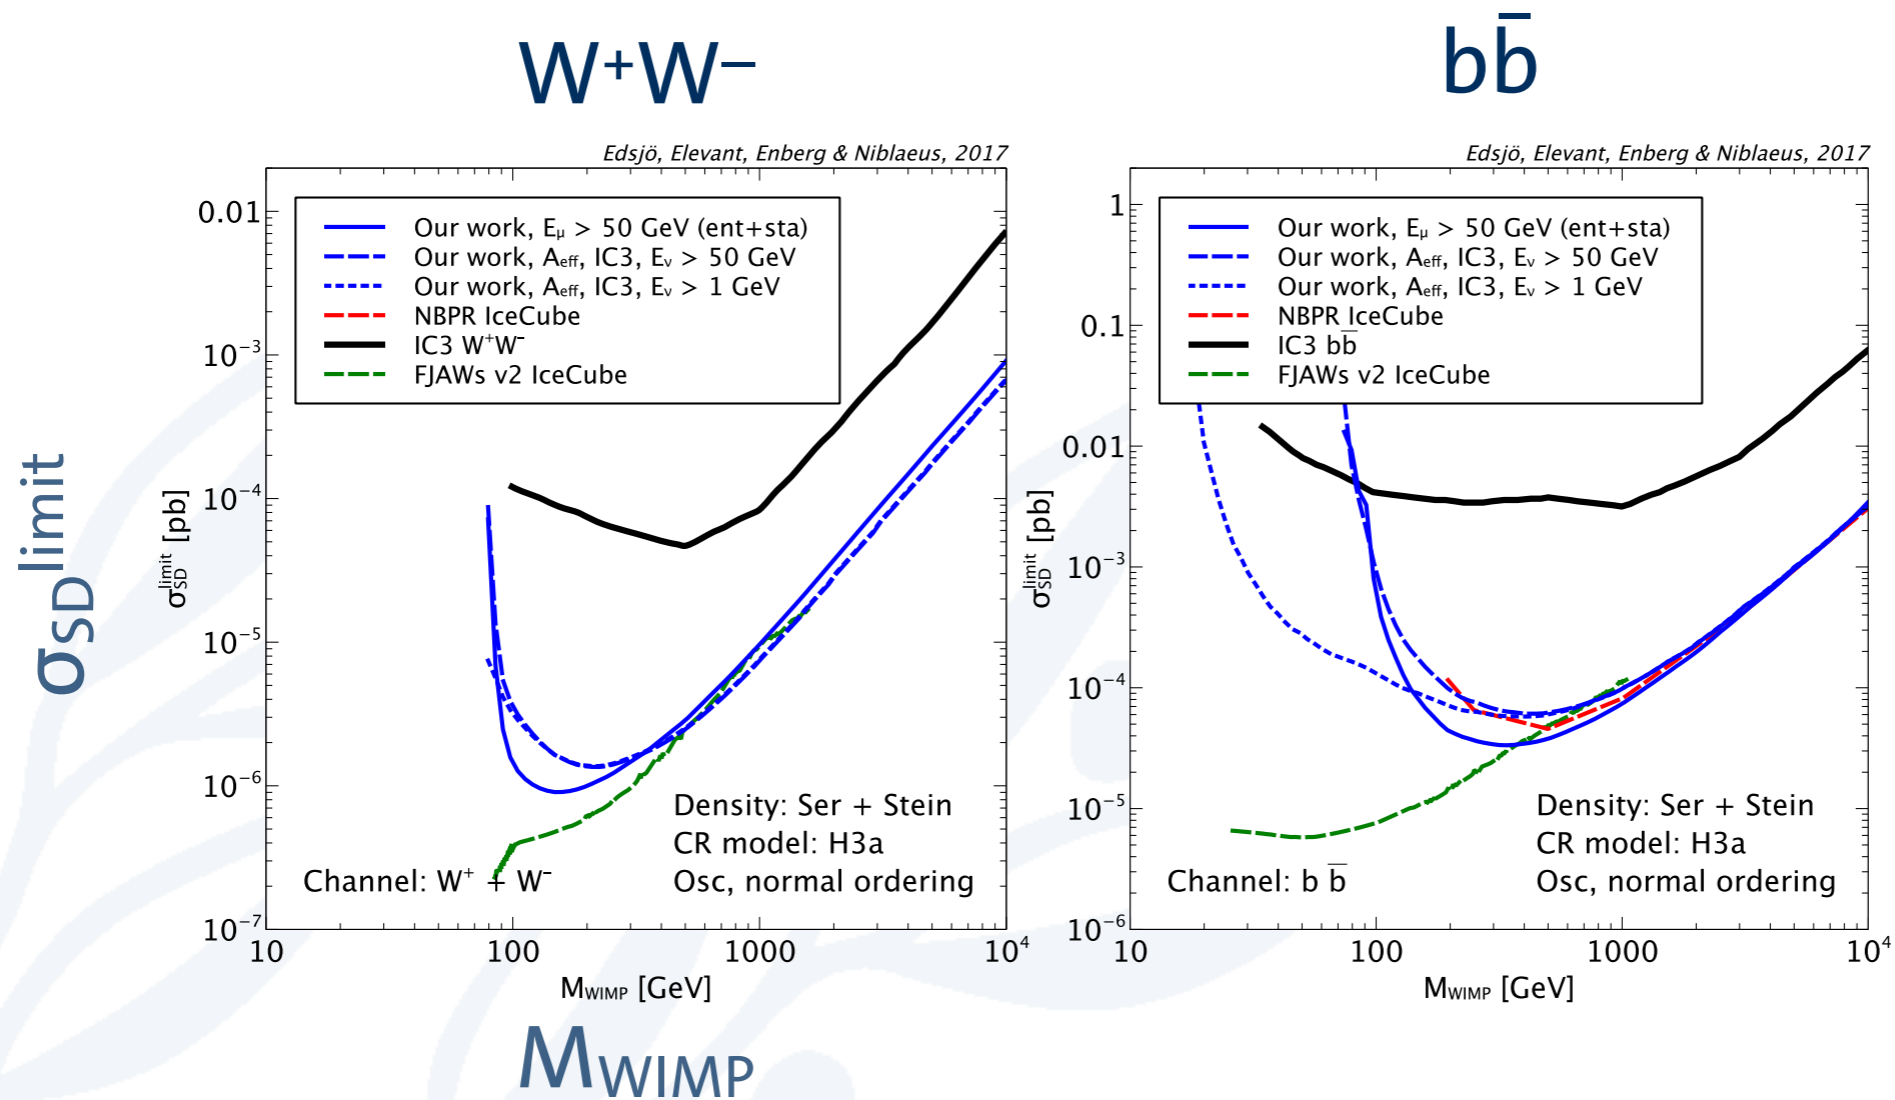 W⁺W⁻
bb̅
σSD limit
MWIMP
Edsjö, Elevant, Enberg & Niblaeus, 2017
Our work, Eμ > 50 GeV (ent+sta)
Our work, Aeff, IC3, Eν > 50 GeV
Our work, Aeff, IC3, Eν > 1 GeV
NBPR IceCube
IC3 W⁺W⁻
FJAWs v2 IceCube
0.01
10⁻³
10⁻⁴
10⁻⁵
10⁻⁶
10⁻⁷
σSD limit [pb]
Density: Ser + Stein
CR model: H3a
Channel: W⁺ + W⁻
Osc, normal ordering
10 100 1000 10⁴
MWIMP [GeV]
Edsjö, Elevant, Enberg & Niblaeus, 2017
Our work, Eμ > 50 GeV (ent+sta)
Our work, Aeff, IC3, Eν > 50 GeV
Our work, Aeff, IC3, Eν > 1 GeV
NBPR IceCube
IC3 bb̅
FJAWs v2 IceCube
1
0.1
0.01
10⁻³
10⁻⁴
10⁻⁵
10⁻⁶
σSD limit [pb]
Density: Ser + Stein
CR model: H3a
Channel: b b̅
Osc, normal ordering
10 100 1000 10⁴
MWIMP [GeV]